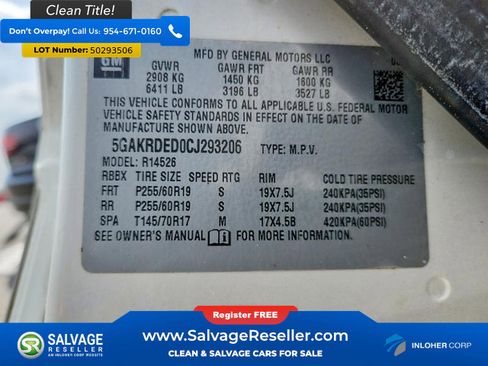 Clean Title!
Don't Overpay! Call Us: 954-671-0160
LOT Number 50293506
GM
MFD BY GENERAL MOTORS LLC
GVWR GAWR FRT GAWR RR
2908 KG 1450 KG 1600 KG
6411 LB 3196 LB 3527 LB
THIS VEHICLE CONFORMS TO ALL APPLICABLE U.S. FEDERAL MOTOR
VEHICLE SAFETY STANDARDS IN EFFECT ON THE DATE OF
MANUFACTURE SHOWN ABOVE.
5GAKRDED0CJ293206 TYPE: M.P.V.
MODEL: R14526
RBBX TIRE SIZE SPEED RTG RIM COLD TIRE PRESSURE
FRT P255/60R19 S 19X7.5J 240KPA(35PSI)
RR P255/60R19 S 19X7.5J 240KPA(35PSI)
SPA T145/70R17 M 17X4.5B 420KPA(60PSI)
SEE OWNER'S MANUAL FOR MORE INFORMATION.
Register FREE!
SALVAGE RESELLER
AN INLOHER CORP WEBSITE
www.SalvageReseller.com
CLEAN & SALVAGE CARS FOR SALE
INLOHER CORP